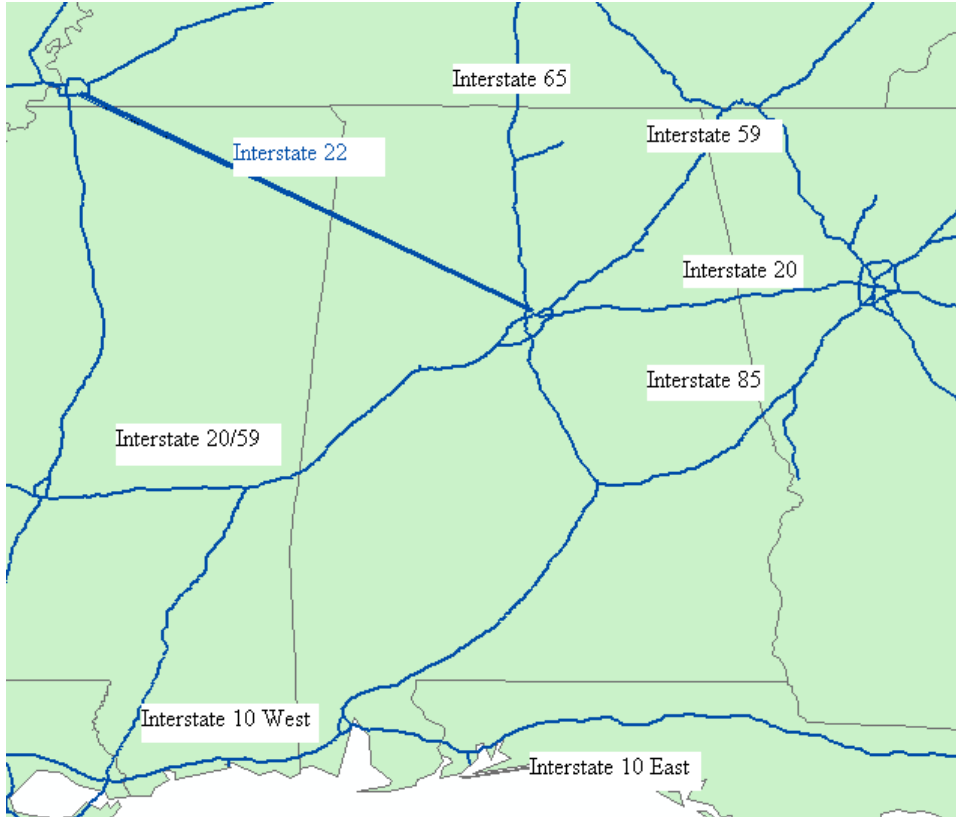 Interstate 65
Interstate 59
Interstate 22
Interstate 20
Interstate 85
Interstate 20/59
Interstate 10 West
Interstate 10 East